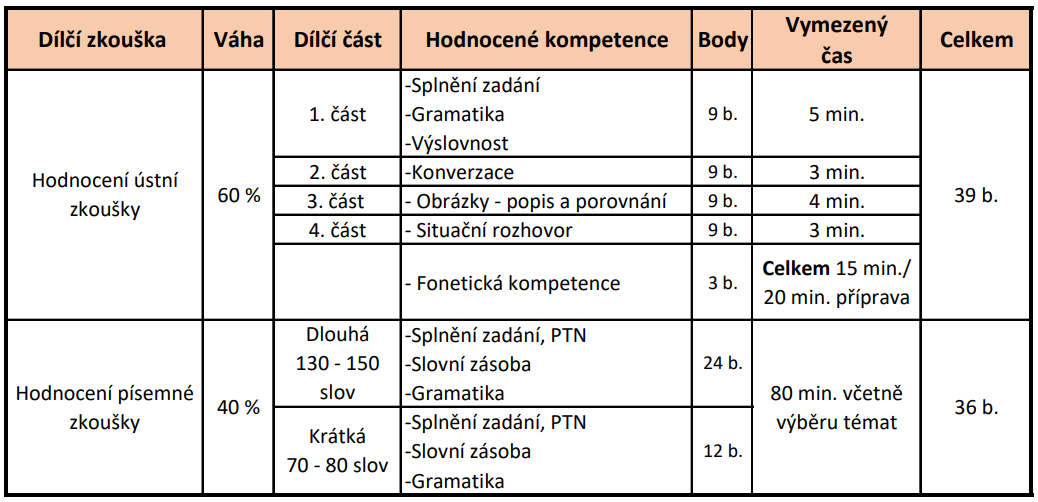 Dílčí zkouška Váha Dílčí část Hodnocené kompetence Body Vymezený čas Celkem
Hodnocení ústní
zkoušky
60 %
1. část
-Splnění zadání
-Gramatika
-Výslovnost
9 b.
5 min.
2. část
-Konverzace
9 b.
3 min.
3. část
- Obrázky - popis a porovnání
9 b.
4 min.
4. část
- Situační rozhovor
9 b.
3 min.
- Fonetická kompetence
3 b.
Celkem 15 min./
20 min. příprava
39 b.
Hodnocení písemné
zkoušky
40 %
Dlouhá
130 - 150
slov
-Splnění zadání, PTN
-Slovní zásoba
-Gramatika
24 b.
Krátká
70 - 80 slov
-Splnění zadání, PTN
-Slovní zásoba
-Gramatika
12 b.
80 min. včetně
výběru témat
36 b.